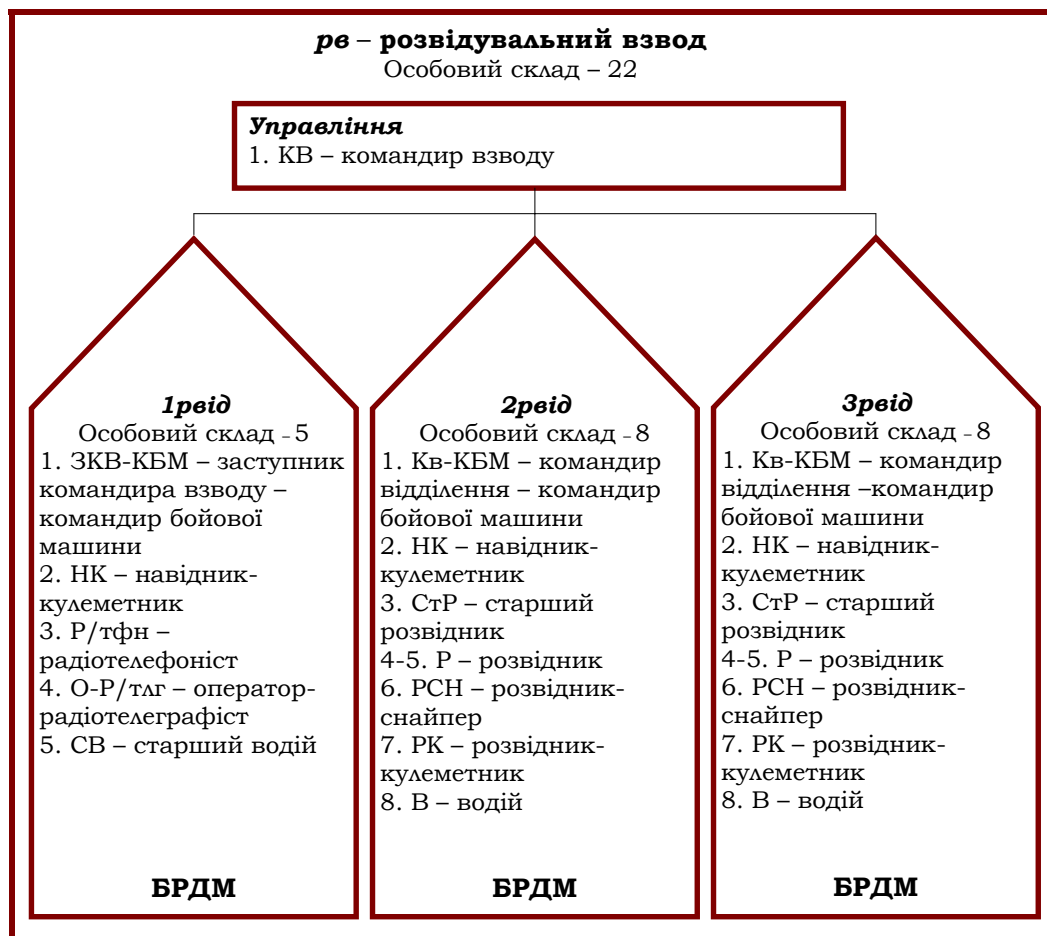 рв – розвідувальний взвод
Особовий склад – 22
Управління
1. КВ – командир взводу
1рвід
Особовий склад - 5
1. ЗКВ-КБМ – заступник
командира взводу –
командир бойової
машини
2. НК – навідник-
кулеметник
3. Р/тфн –
радіотелефоніст
4. О-Р/тлг – оператор-
радіотелеграфіст
5. СВ – старший водій
БРДМ
2рвід
Особовий склад - 8
1. Кв-КБМ – командир
відділення – командир
бойової машини
2. НК – навідник-
кулеметник
3. СтР – старший
розвідник
4-5. Р – розвідник
6. РСН – розвідник-
снайпер
7. РК – розвідник-
кулеметник
8. В – водій
БРДМ
3рвід
Особовий склад - 8
1. Кв-КБМ – командир
відділення –командир
бойової машини
2. НК – навідник-
кулеметник
3. СтР – старший
розвідник
4-5. Р – розвідник
6. РСН – розвідник-
снайпер
7. РК – розвідник-
кулеметник
8. В – водій
БРДМ